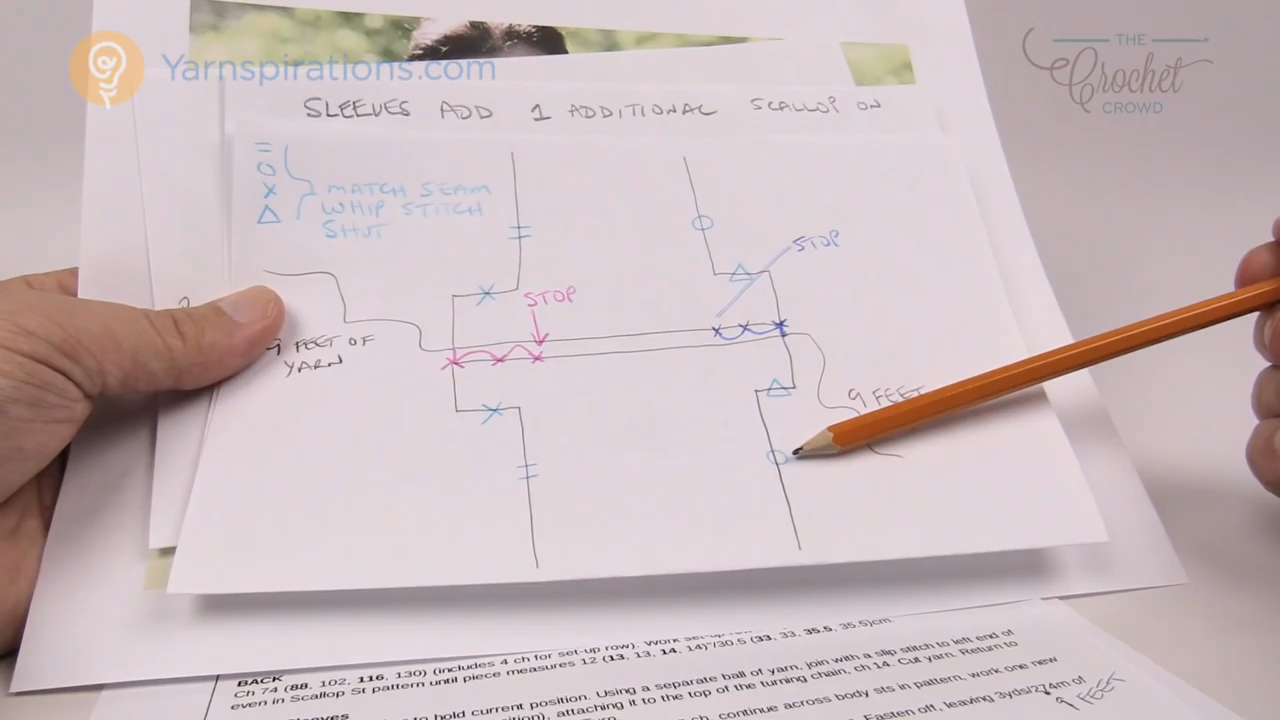 Yarnspirations.com
THE
Crochet
CROWD
SLEEVES ADD 1 ADDITIONAL SCALLOP ON
=
O
X
△
MATCH SEAM
WHIP STITCH
SHUT
STOP
STOP
9 FEET OF
YARN
9 FEET
BACK
Ch 74 (88, 102, 116, 130) (includes 4 ch for set-up row). Work set-up row
even in Scallop St pattern until piece measures 12 (13, 13, 14, 14)"/30.5 (33, 33, 35.5, 35.5)cm.
Sleeves
to hold current position. Using a separate ball of yarn, join with a slip stitch to left end of
attaching it to the top of the turning chain, ch 14. Cut yarn. Return to
ch, continue across body sts in pattern, work one new
Fasten off, leaving 3yds/274m of
9 FEET